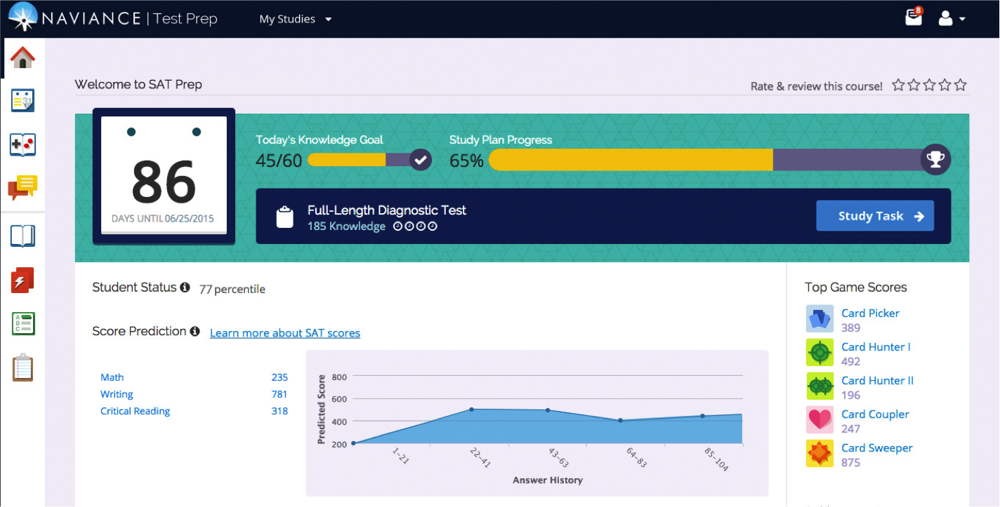 NAVIANCE | Test Prep
My Studies
8
Welcome to SAT Prep
Rate & review this course!
31
86
DAYS UNTIL 06/25/2015
Today's Knowledge Goal
45/60
Study Plan Progress
65%
Full-Length Diagnostic Test
185 Knowledge
Study Task
Student Status
77 percentile
Score Prediction
Learn more about SAT scores
Math 235
Writing 781
Critical Reading 318
Predicted Score
800
600
400
200
1-21
22-41
43-63
64-83
85-104
Answer History
Top Game Scores
Card Picker
389
Card Hunter I
492
Card Hunter II
196
Card Coupler
247
Card Sweeper
875
A
B
C